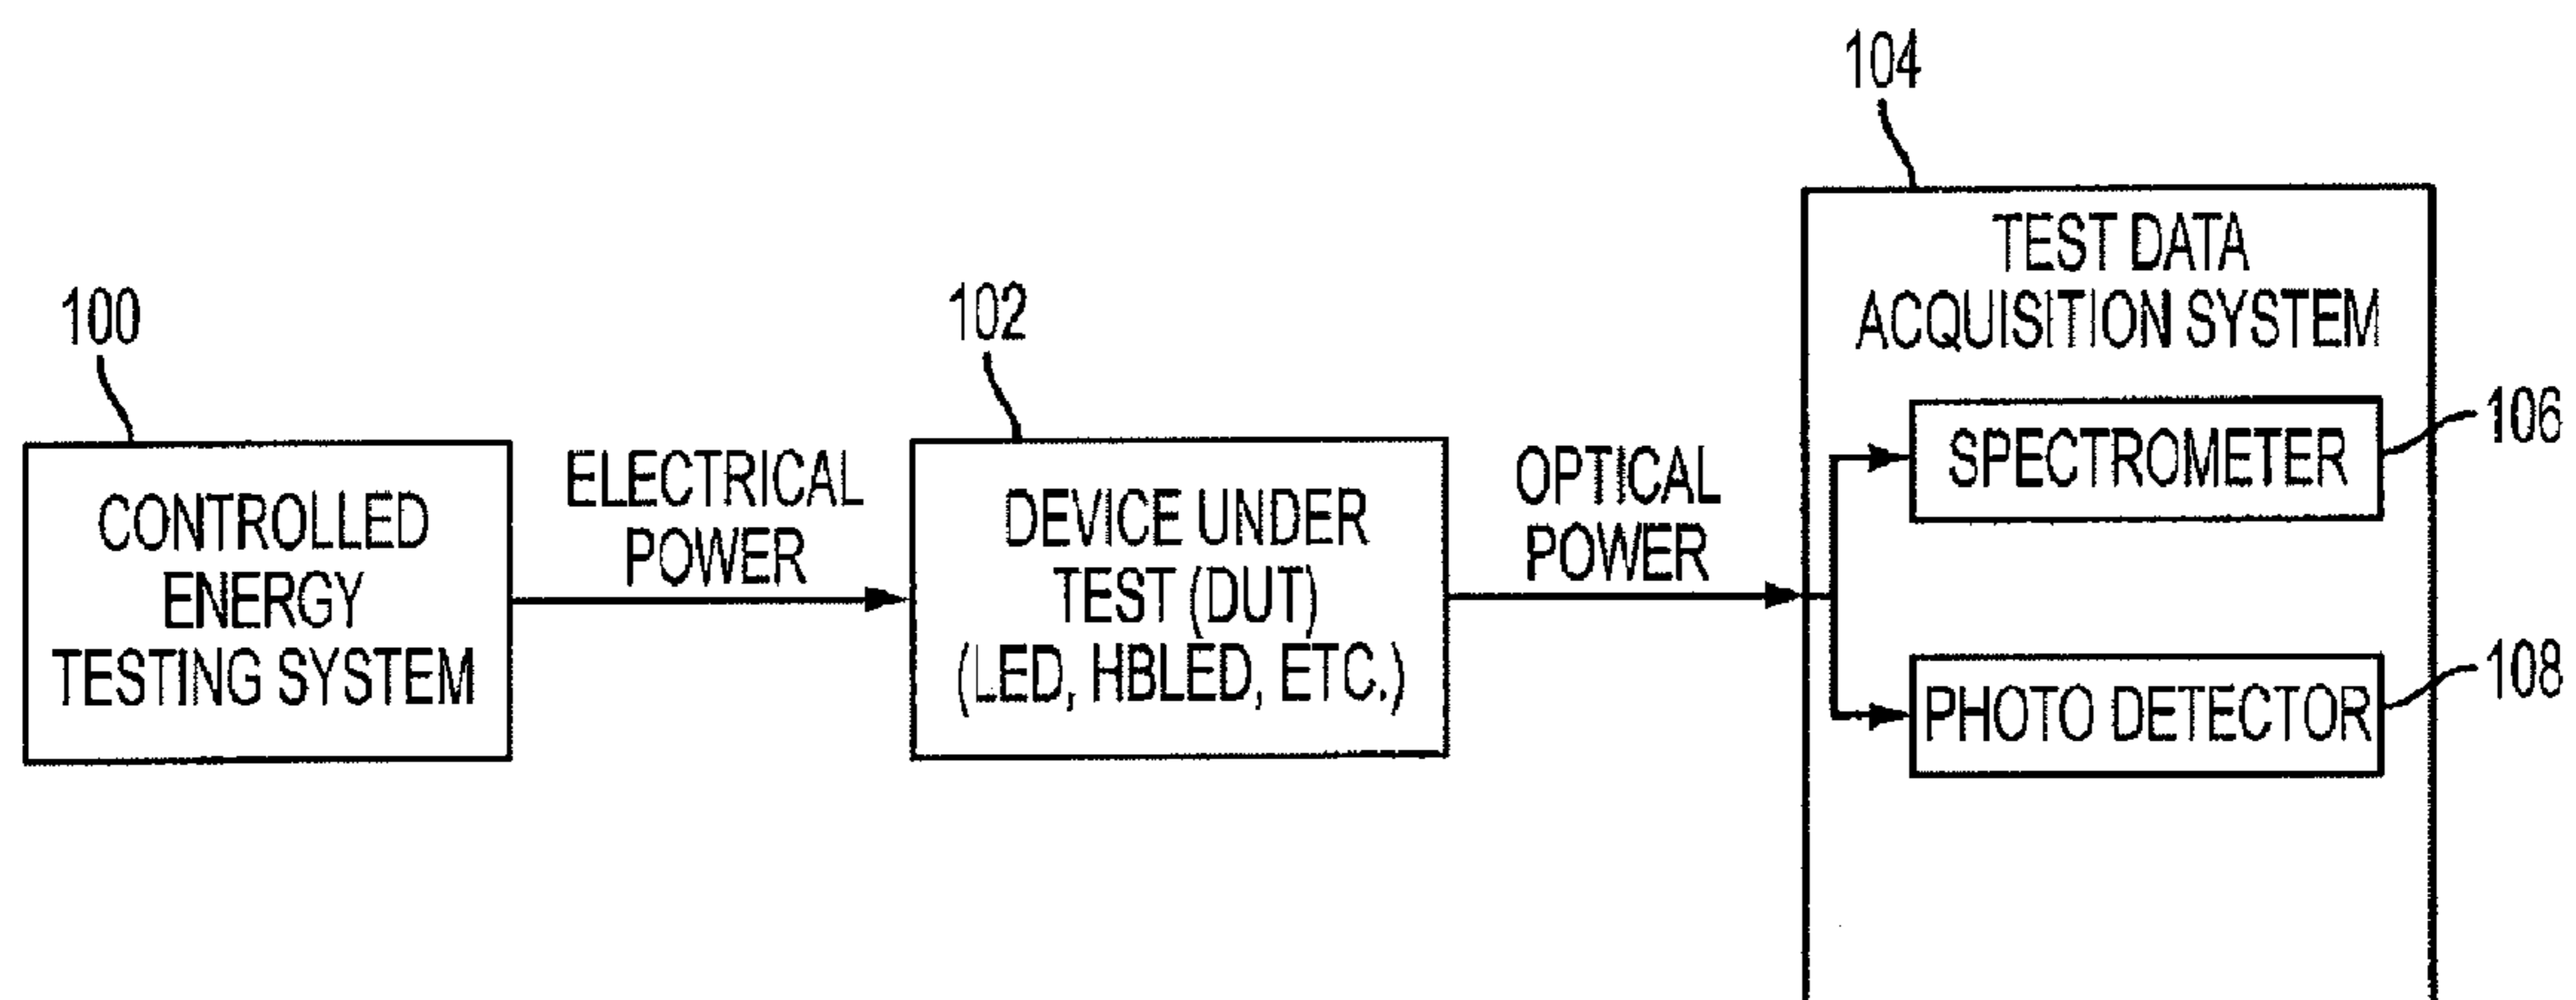 104
TEST DATA
ACQUISITION SYSTEM
100
102
106
ELECTRICAL
POWER
OPTICAL
POWER
SPECTROMETER
CONTROLLED
ENERGY
TESTING SYSTEM
DEVICE UNDER
TEST (DUT)
(LED, HBLED, ETC.)
108
PHOTO DETECTOR